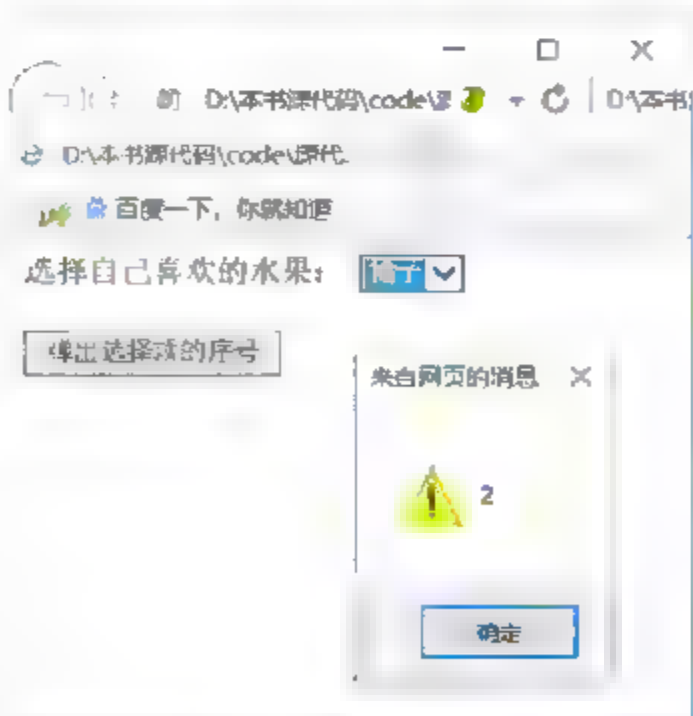 D:\本书源代码\code\ D:\本书
D:\本书源代码\code\源代
百度一下，你就知道
选择自己喜欢的水果：
弹出选择项的序号
来自网页的消息
2
确定